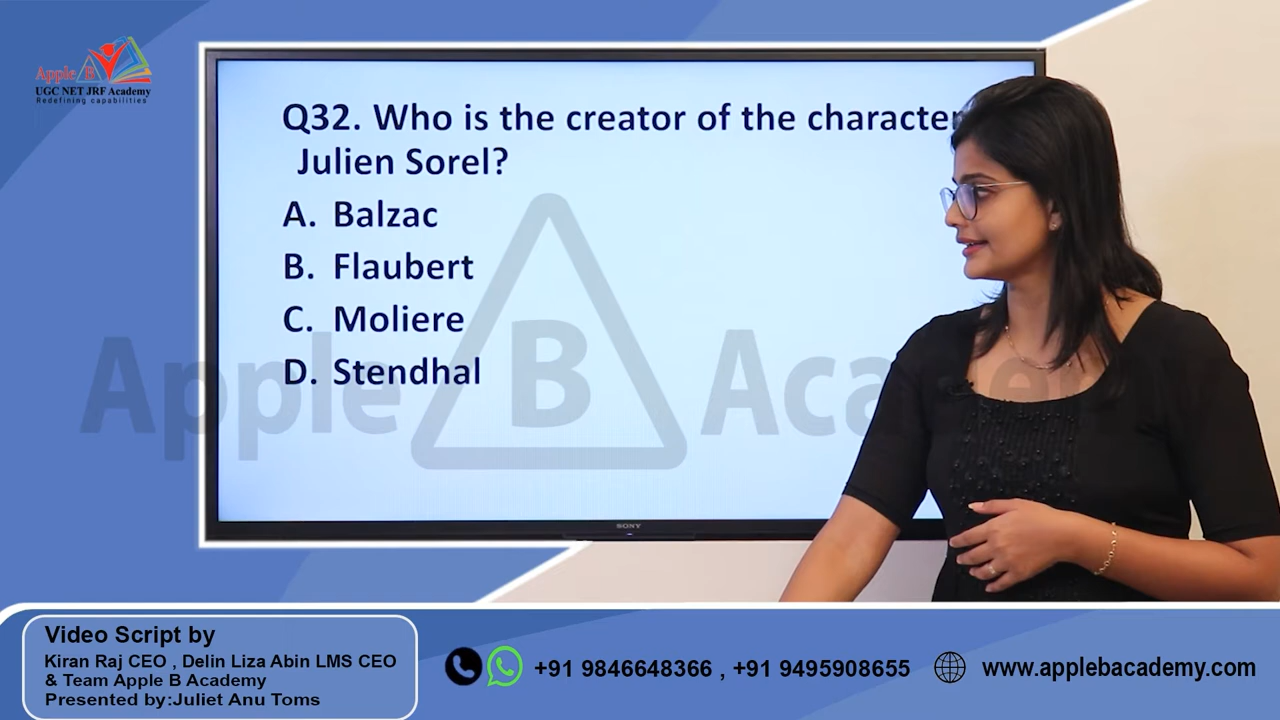 Apple B
UGC NET JRF Academy
Redefining capabilities
Q32. Who is the creator of the character
Julien Sorel?
A. Balzac
B. Flaubert
C. Moliere
D. Stendhal
Apple B Academy
SONY
Video Script by
Kiran Raj CEO , Delin Liza Abin LMS CEO
& Team Apple B Academy
Presented by:Juliet Anu Toms
+91 9846648366 , +91 9495908655
www.applebacademy.com